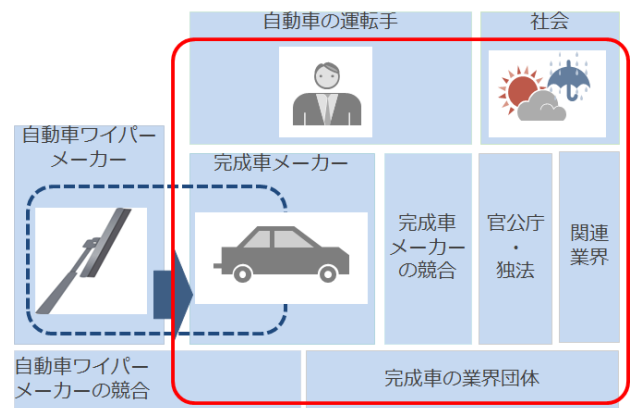 自動車の運転手
社会
自動車ワイパー
メーカー
完成車メーカー
完成車
メーカー
の競合
官公庁
・
独法
関連
業界
自動車ワイパー
メーカーの競合
完成車の業界団体